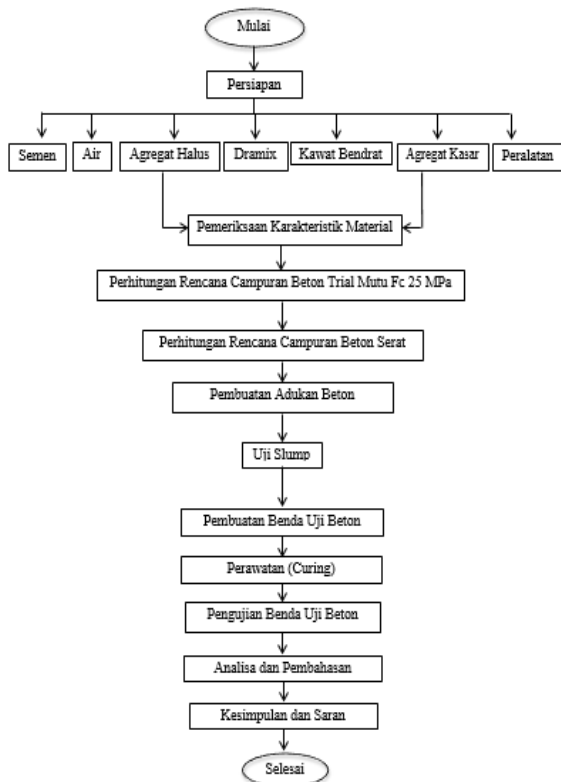 Mulai
Persiapan
Semen
Air
Agregat Halus
Dramix
Kawat Bendrat
Agregat Kasar
Peralatan
Pemeriksaan Karakteristik Material
Perhitungan Rencana Campuran Beton Trial Mutu Fc 25 MPa
Perhitungan Rencana Campuran Beton Serat
Pembuatan Adukan Beton
Uji Slump
Pembuatan Benda Uji Beton
Perawatan (Curing)
Pengujian Benda Uji Beton
Analisa dan Pembahasan
Kesimpulan dan Saran
Selesai